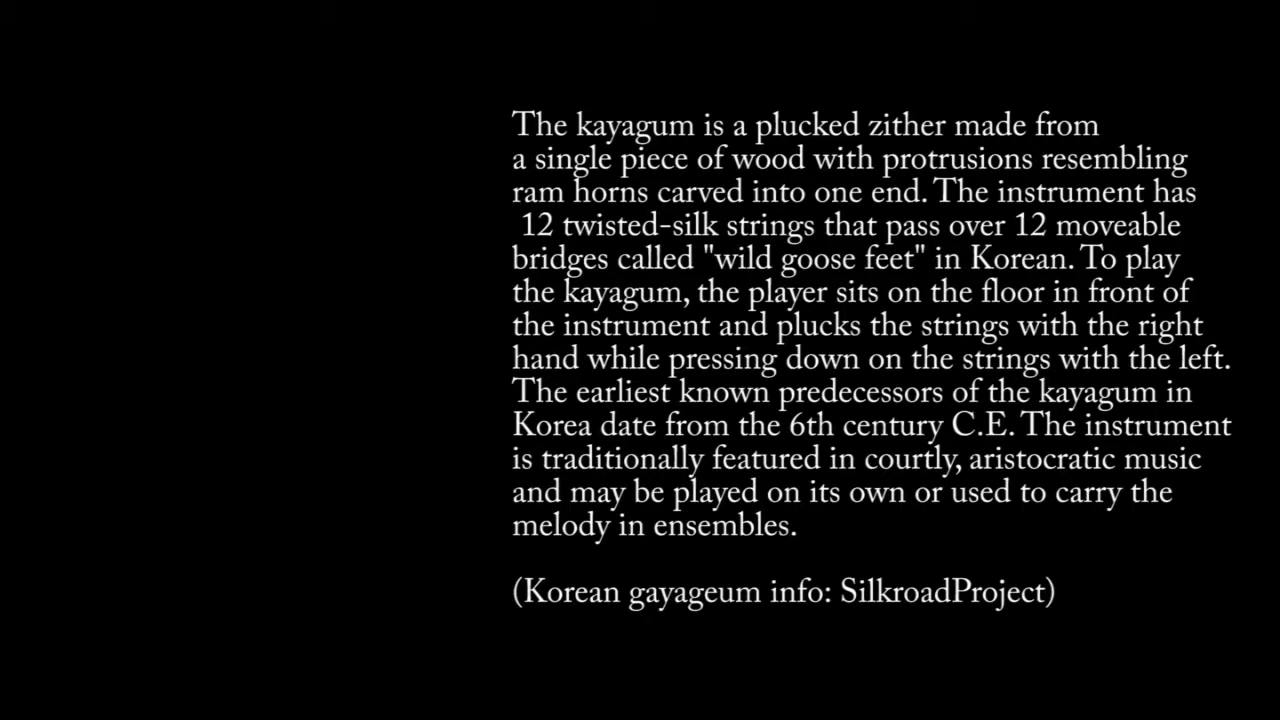 The kayagum is a plucked zither made from
a single piece of wood with protrusions resembling
ram horns carved into one end. The instrument has
12 twisted-silk strings that pass over 12 moveable
bridges called "wild goose feet" in Korean. To play
the kayagum, the player sits on the floor in front of
the instrument and plucks the strings with the right
hand while pressing down on the strings with the left.
The earliest known predecessors of the kayagum in
Korea date from the 6th century C.E. The instrument
is traditionally featured in courtly, aristocratic music
and may be played on its own or used to carry the
melody in ensembles.
(Korean gayageum info: SilkroadProject)